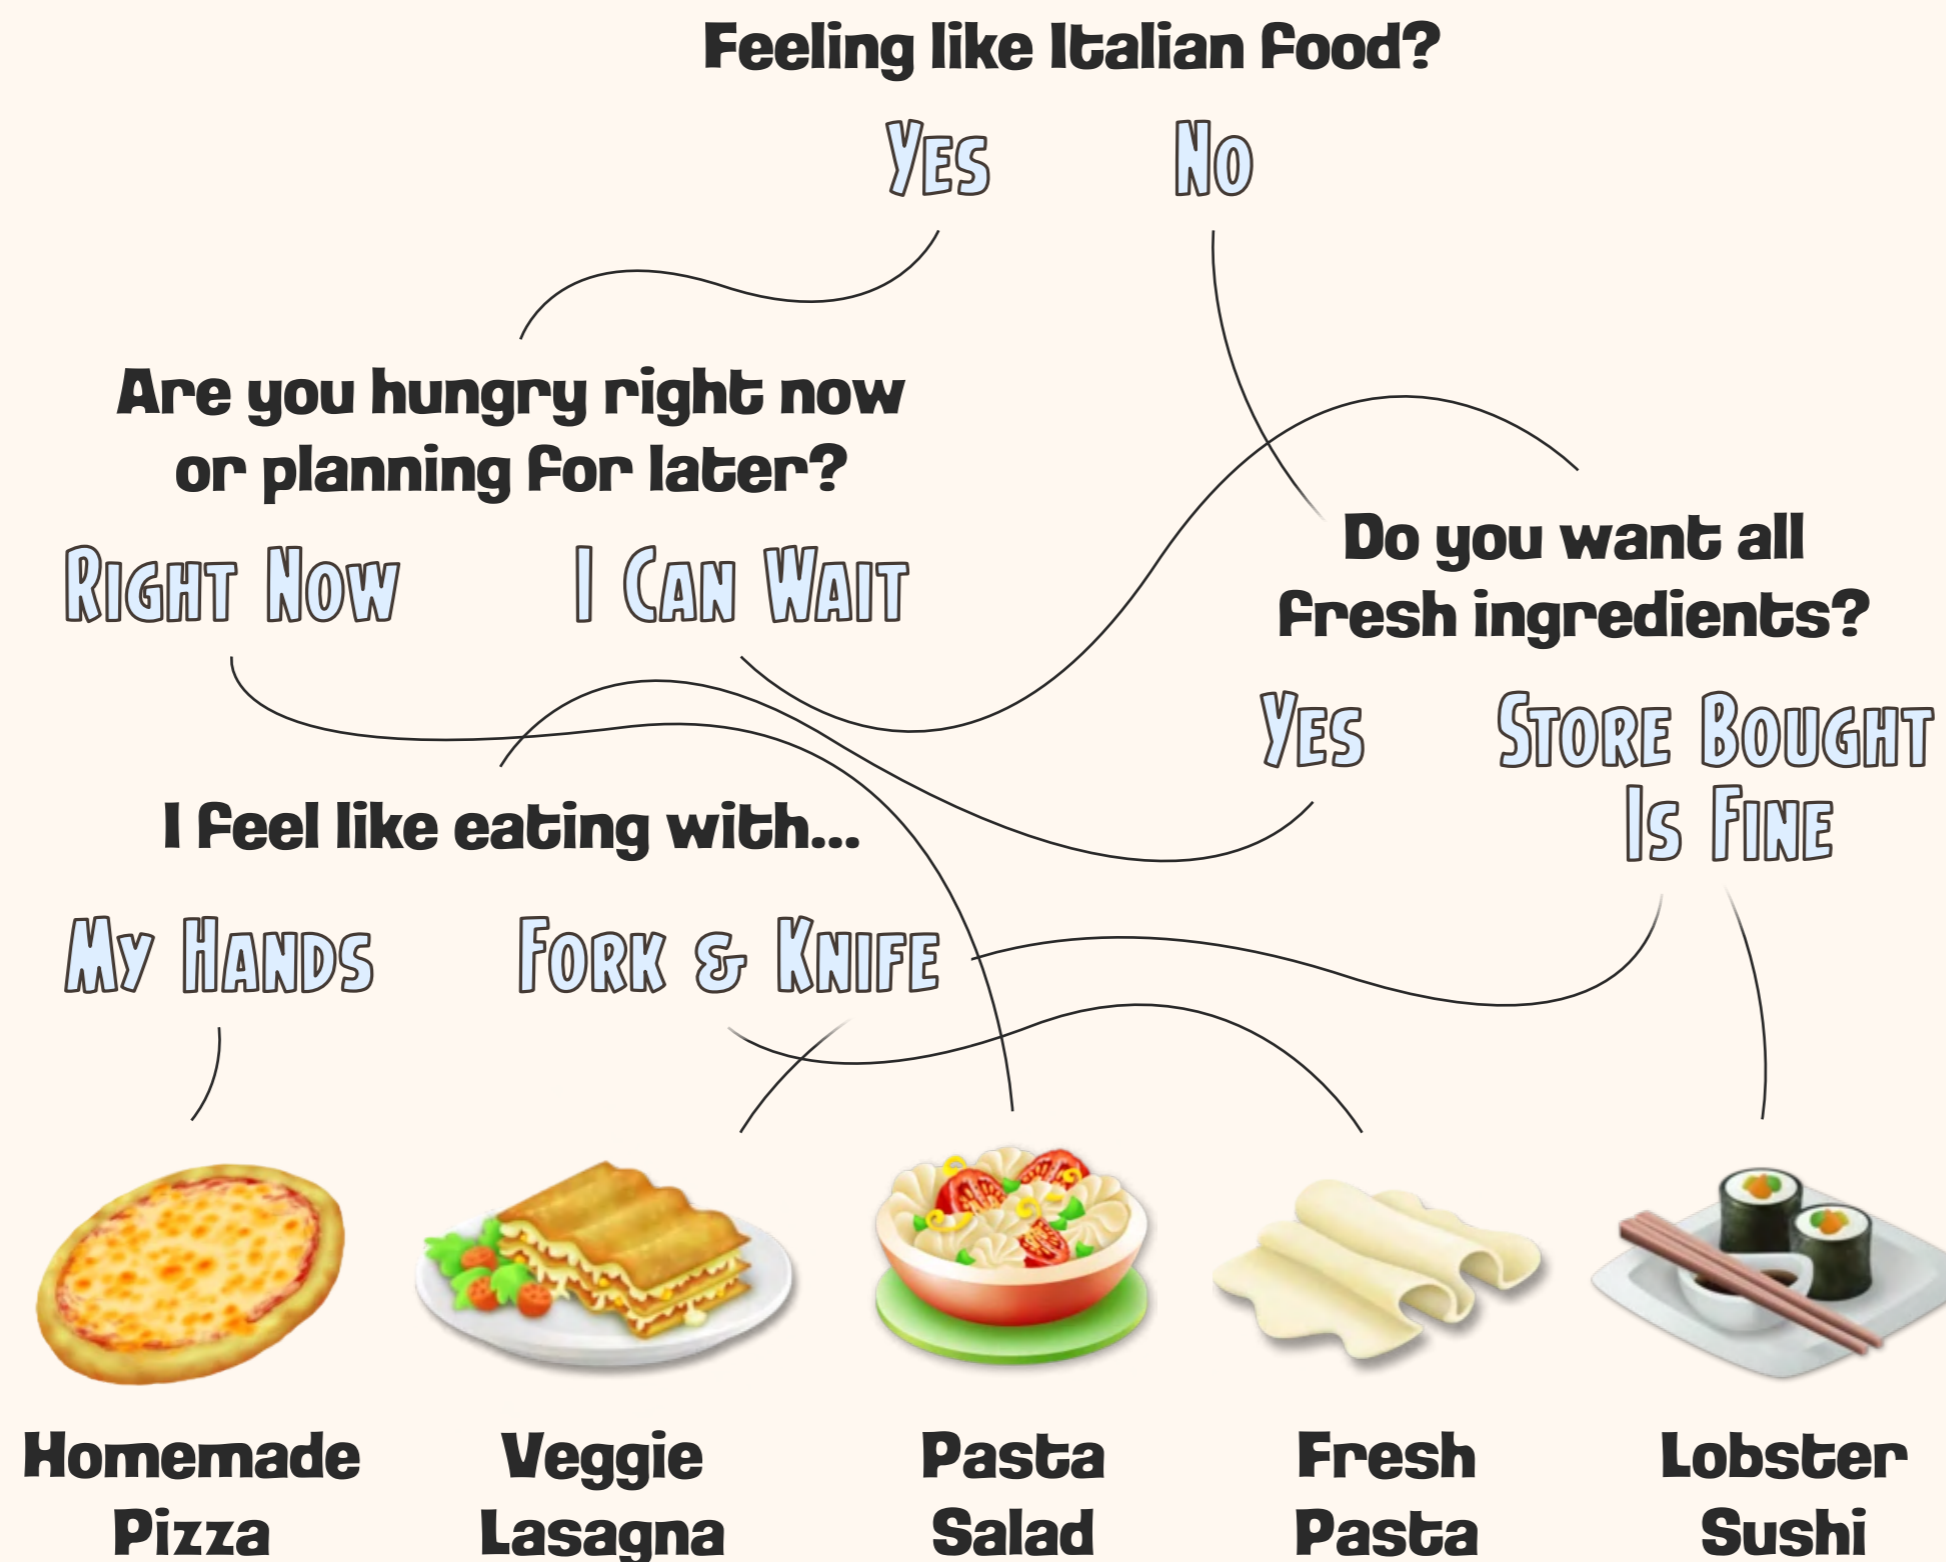 Feeling like Italian food?
Yes No
Are you hungry right now
or planning for later?
Right Now I Can Wait
Do you want all
fresh ingredients?
Yes Store Bought
Is Fine
I feel like eating with...
My Hands Fork & Knife
Homemade
Pizza
Veggie
Lasagna
Pasta
Salad
Fresh
Pasta
Lobster
Sushi